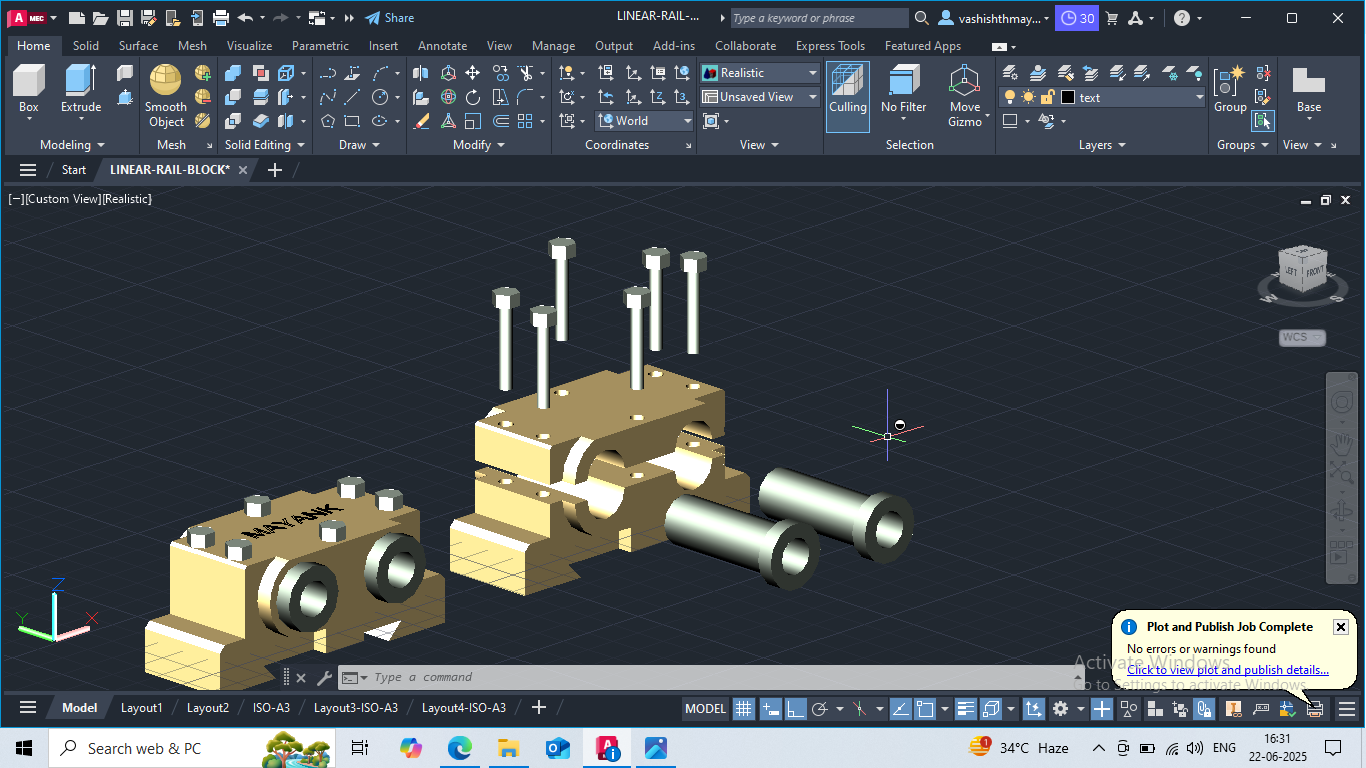 A MEC
Share
LINEAR-RAIL-...
Type a keyword or phrase
vashishthmay...
30
Home Solid Surface Mesh Visualize Parametric Insert Annotate View Manage Output Add-ins Collaborate Express Tools Featured Apps
Box
Extrude
Smooth
Object
World
Realistic
Unsaved View
Culling
No Filter
Move
Gizmo
text
Group
Base
Modeling Mesh Solid Editing Draw Modify Coordinates View Selection Layers Groups View
Start LINEAR-RAIL-BLOCK*
[−][Custom View][Realistic]
LEFT FRONT
W S
WCS
MAYANK
Z
Y X
Plot and Publish Job Complete
No errors or warnings found
Click to view plot and publish details...
Activate Windows
Go to Settings to activate Windows.
Type a command
Model Layout1 Layout2 ISO-A3 Layout3-ISO-A3 Layout4-ISO-A3
MODEL
Search web & PC
1
34°C Haze
ENG
16:31
22-06-2025